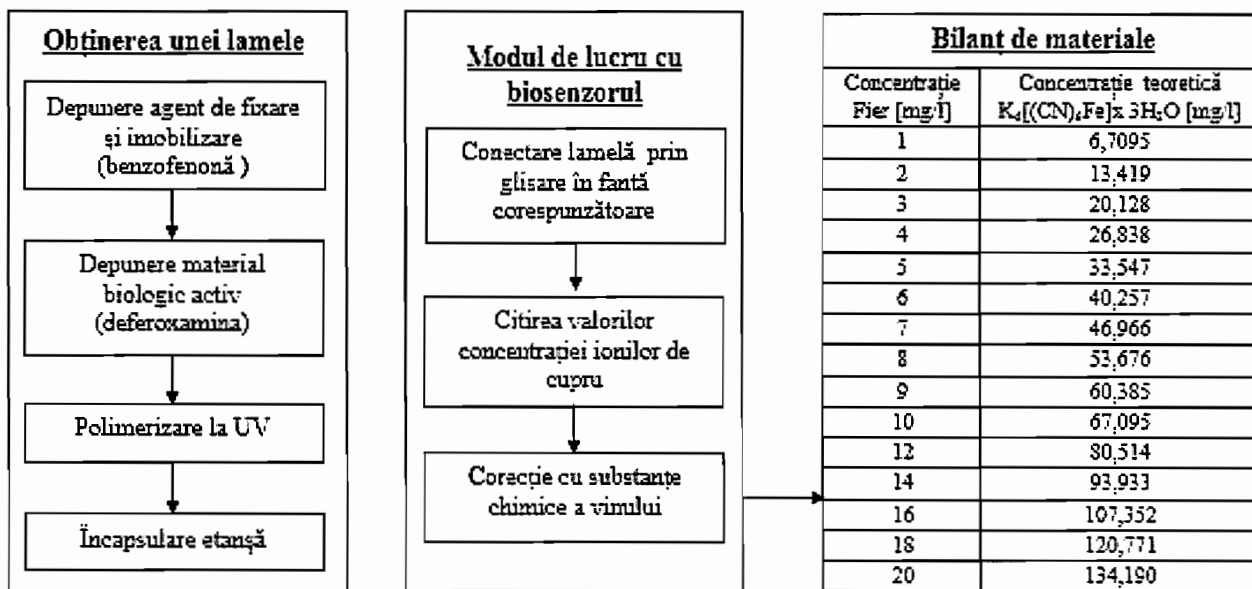 Obținerea unei lamele
Depunere agent de fixare
și imobilizare
(benzofenonă )
Depunere material
biologic activ
(deferoxamina)
Polimerizare la UV
Încapsulare etanșă
Modul de lucru cu
biosenzorul
Conectare lamelă prin
glisare în fantă
corespunzătoare
Citirea valorilor
concentrației ionilor de
cupru
Corecție cu substanțe
chimice a vinului
Bilanț de materiale
Concentrație
Fier [mg/l]
Concentrație teoretică
K₄[(CN)₆Fe]x 3H₂O [mg/l]
1 6,7095
2 13,419
3 20,128
4 26,838
5 33,547
6 40,257
7 46,966
8 53,676
9 60,385
10 67,095
12 80,514
14 93,933
16 107,352
18 120,771
20 134,190